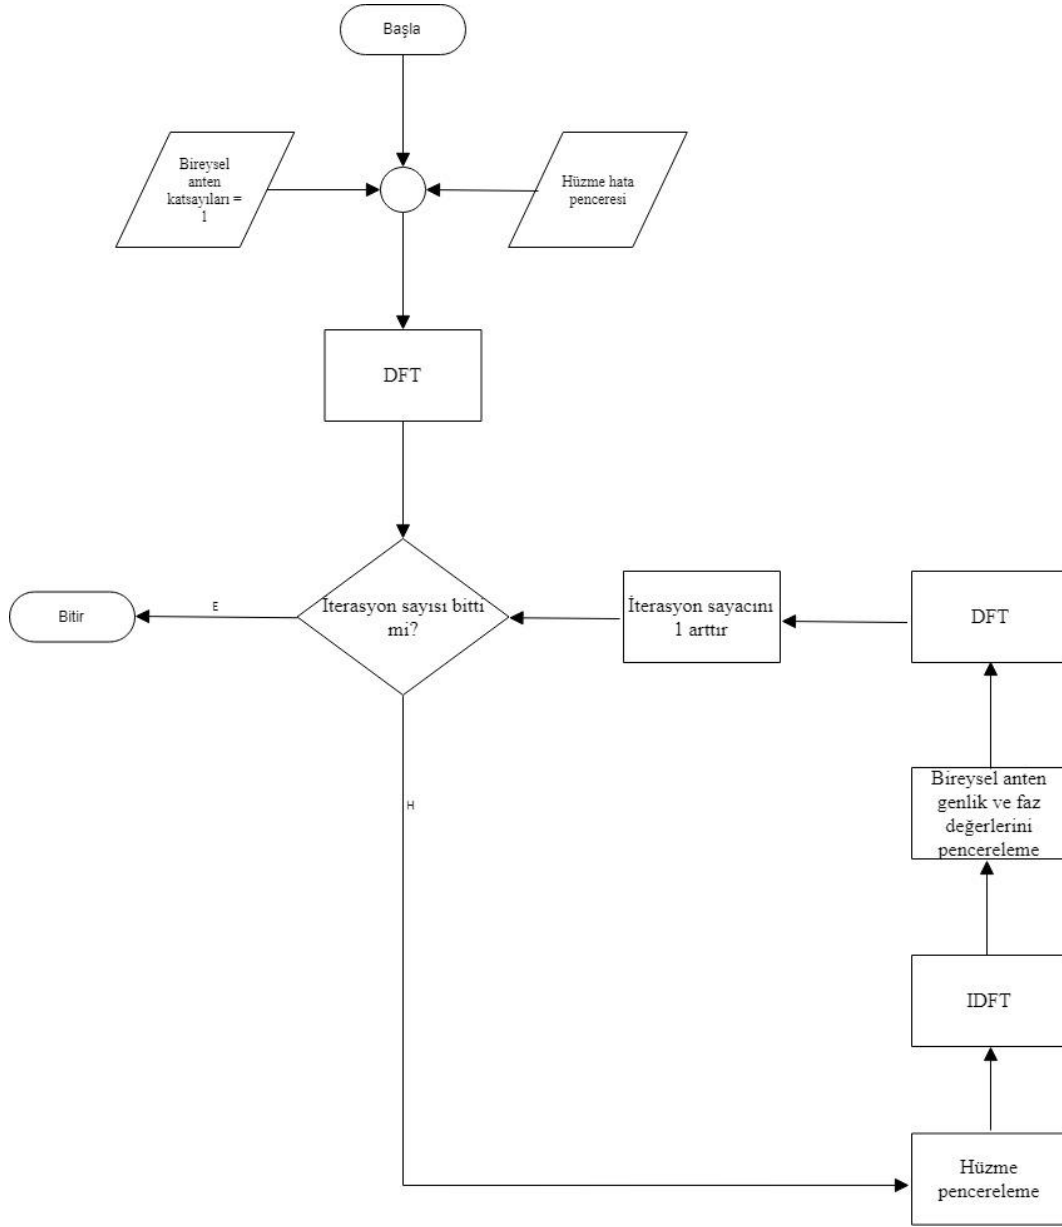 Başla
Bireysel
anten
katsayıları =
1
Hüzme hata
penceresi
DFT
İterasyon sayısı bitti
mi?
E
Bitir
İterasyon sayacını
1 arttır
DFT
H
Bireysel anten
genlik ve faz
değerlerini
pencereleme
IDFT
Hüzme
pencereleme